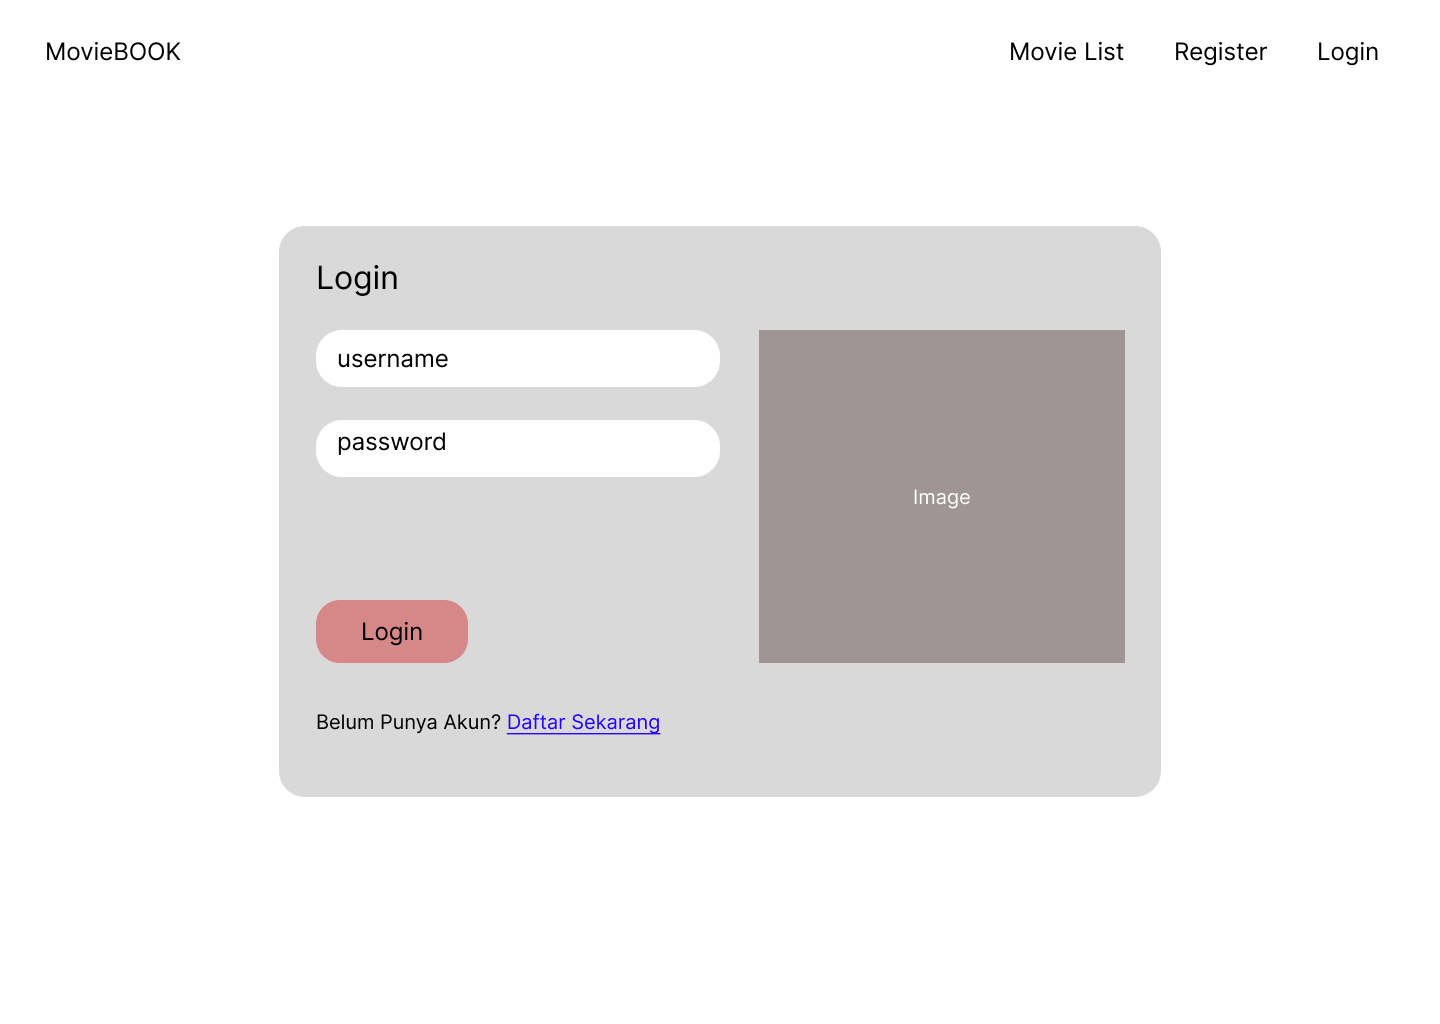 MovieBOOK Movie List Register Login
Login
username
password
Image
Login
Belum Punya Akun? Daftar Sekarang